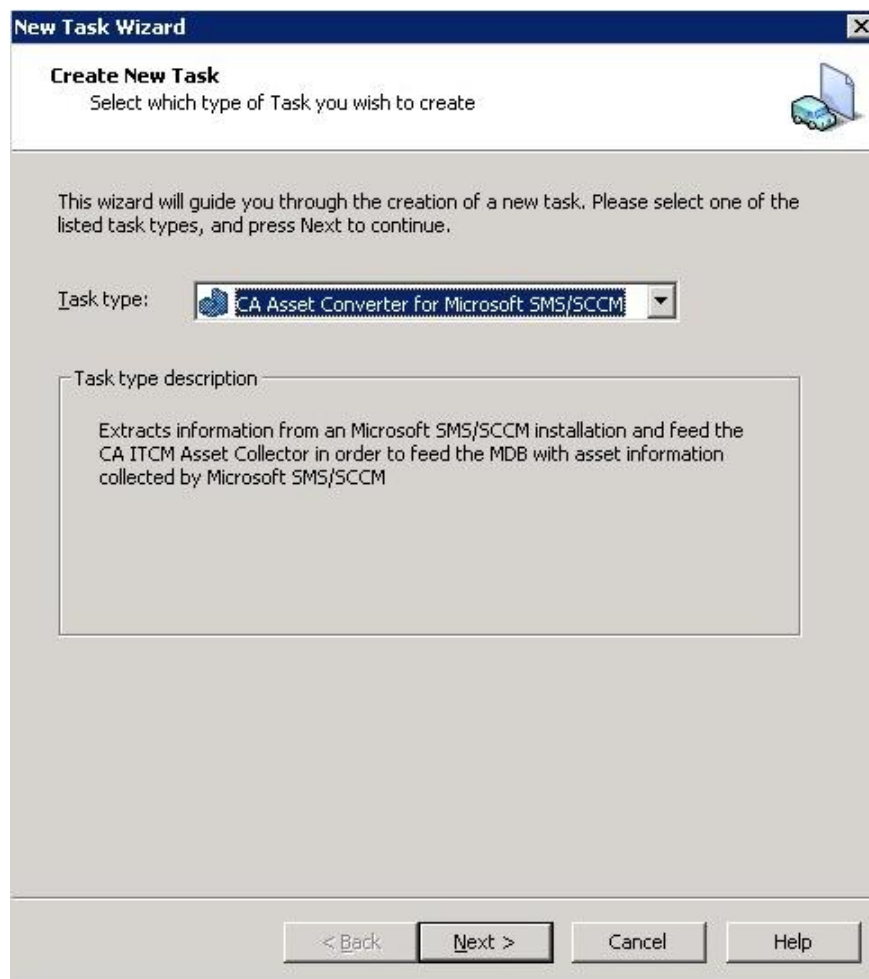 New Task Wizard
Create New Task
Select which type of Task you wish to create
This wizard will guide you through the creation of a new task. Please select one of the
listed task types, and press Next to continue.
Task type:
CA Asset Converter for Microsoft SMS/SCCM
Task type description
Extracts information from an Microsoft SMS/SCCM installation and feed the
CA ITCM Asset Collector in order to feed the MDB with asset information
collected by Microsoft SMS/SCCM
< Back
Next >
Cancel
Help